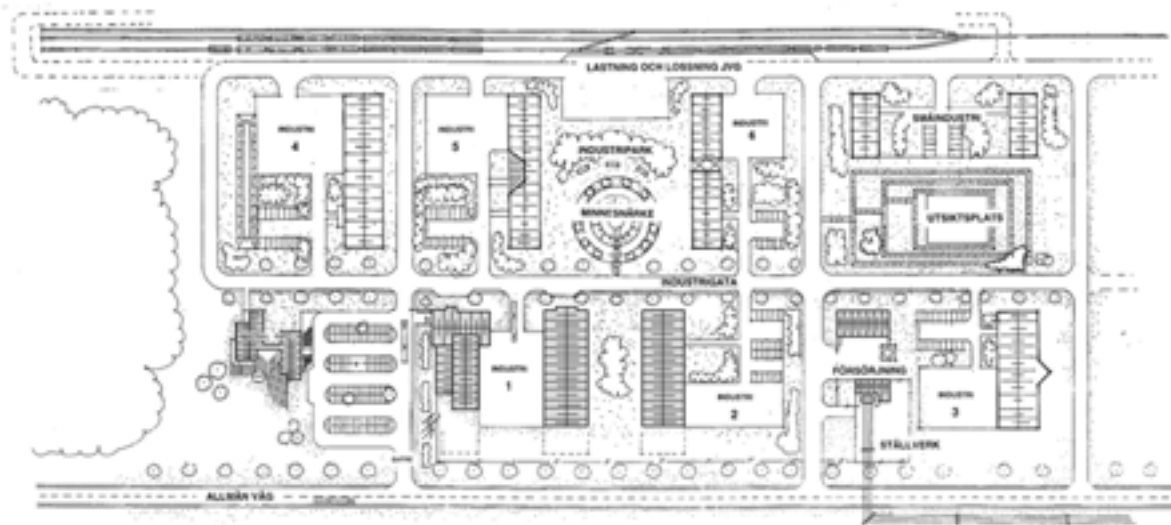 LASTNING OCH LOSSNING JVG
INDUSTRI
4
INDUSTRI
5
INDUSTRIPARK
INDUSTRI
6
SMÅINDUSTRI
MINNESMÄRKE
UTSIKTSPLATS
INDUSTRIGATA
INDUSTRI
1
INDUSTRI
2
FÖRSÖRJNING
INDUSTRI
3
STÄLLVERK
ALLMÄN VÄG